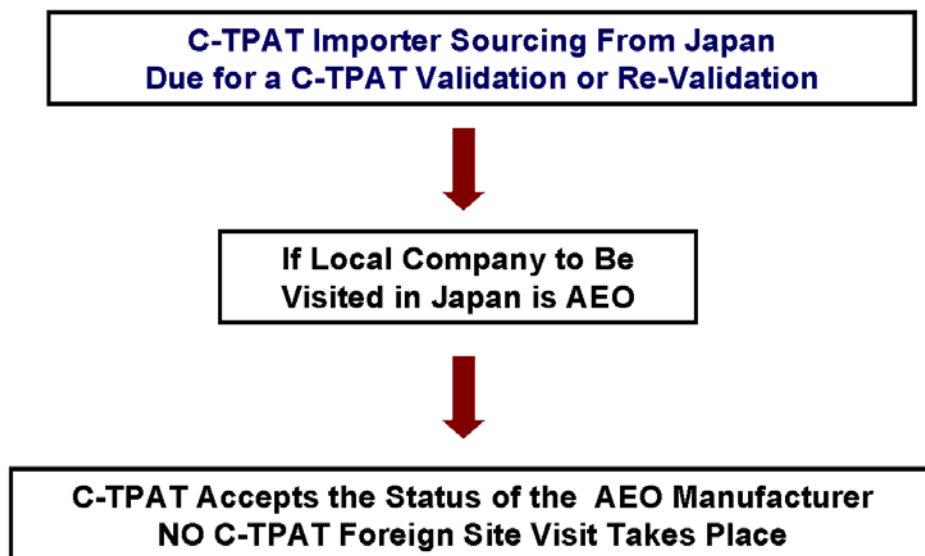 C-TPAT Importer Sourcing From Japan
Due for a C-TPAT Validation or Re-Validation
If Local Company to Be
Visited in Japan is AEO
C-TPAT Accepts the Status of the AEO Manufacturer
NO C-TPAT Foreign Site Visit Takes Place